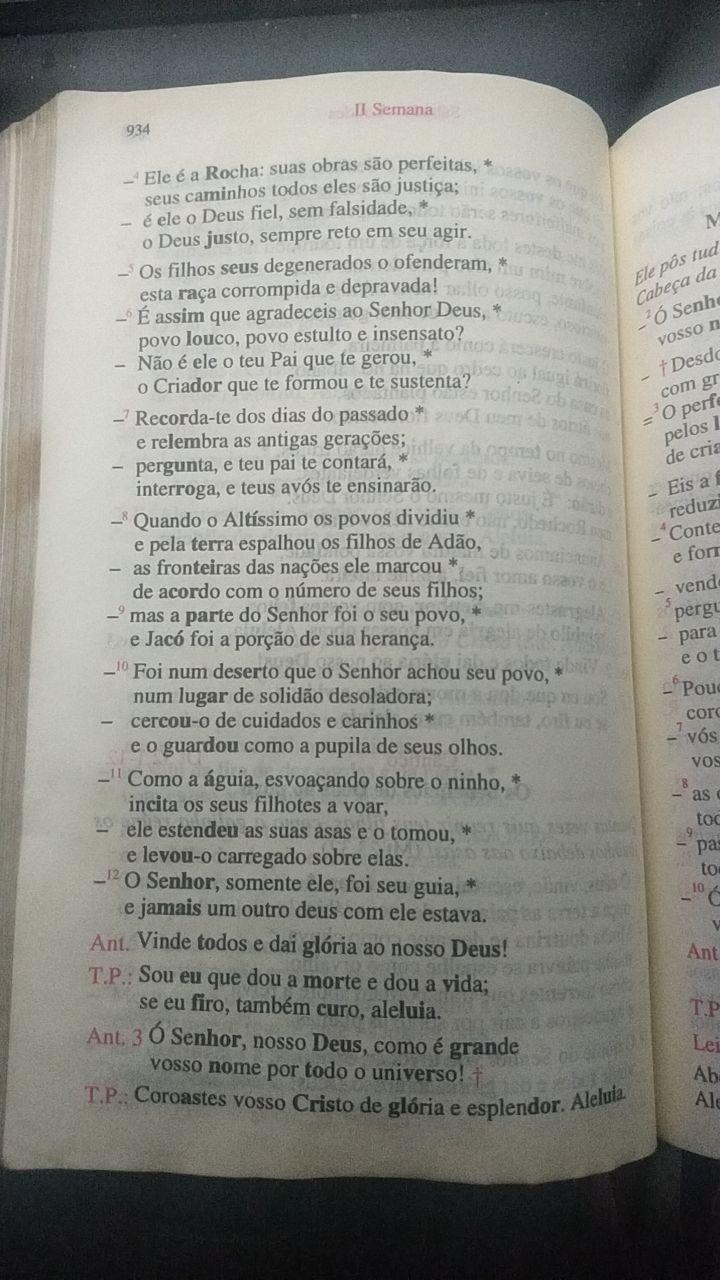 II Semana
934
–⁴ Ele é a Rocha: suas obras são perfeitas, *
seus caminhos todos eles são justiça;
– é ele o Deus fiel, sem falsidade, *
o Deus justo, sempre reto em seu agir.
–⁵ Os filhos seus degenerados o ofenderam, *
esta raça corrompida e depravada!
–⁶ É assim que agradeceis ao Senhor Deus, *
povo louco, povo estulto e insensato?
– Não é ele o teu Pai que te gerou, *
o Criador que te formou e te sustenta?
–⁷ Recorda-te dos dias do passado *
e relembra as antigas gerações;
– pergunta, e teu pai te contará, *
interroga, e teus avós te ensinarão.
–⁸ Quando o Altíssimo os povos dividiu *
e pela terra espalhou os filhos de Adão,
– as fronteiras das nações ele marcou *
de acordo com o número de seus filhos;
–⁹ mas a parte do Senhor foi o seu povo, *
e Jacó foi a porção de sua herança.
–¹⁰ Foi num deserto que o Senhor achou seu povo, *
num lugar de solidão desoladora;
– cercou-o de cuidados e carinhos *
e o guardou como a pupila de seus olhos.
–¹¹ Como a águia, esvoaçando sobre o ninho, *
incita os seus filhotes a voar,
– ele estendeu as suas asas e o tomou, *
e levou-o carregado sobre elas.
–¹² O Senhor, somente ele, foi seu guia, *
e jamais um outro deus com ele estava.
Ant. Vinde todos e dai glória ao nosso Deus!
T.P.: Sou eu que dou a morte e dou a vida;
se eu firo, também curo, aleluia.
Ant. 3 Ó Senhor, nosso Deus, como é grande
vosso nome por todo o universo! †
T.P.: Coroastes vosso Cristo de glória e esplendor. Aleluia.
Ele pôs tud
Cabeça da
–² Ó Senho
vosso n
– † Desdo
com gr
=³ O perf
pelos l
de cria
– Eis a f
reduzi
–⁴ Conte
e forr
– vend
–⁵ pergu
– para
e o t
–⁶ Pou
corc
–⁷ vós
vos
–⁸ as
toc
–⁹ pa
to
–¹⁰ Ó
Ant
T.P
Lei
Ab
Al